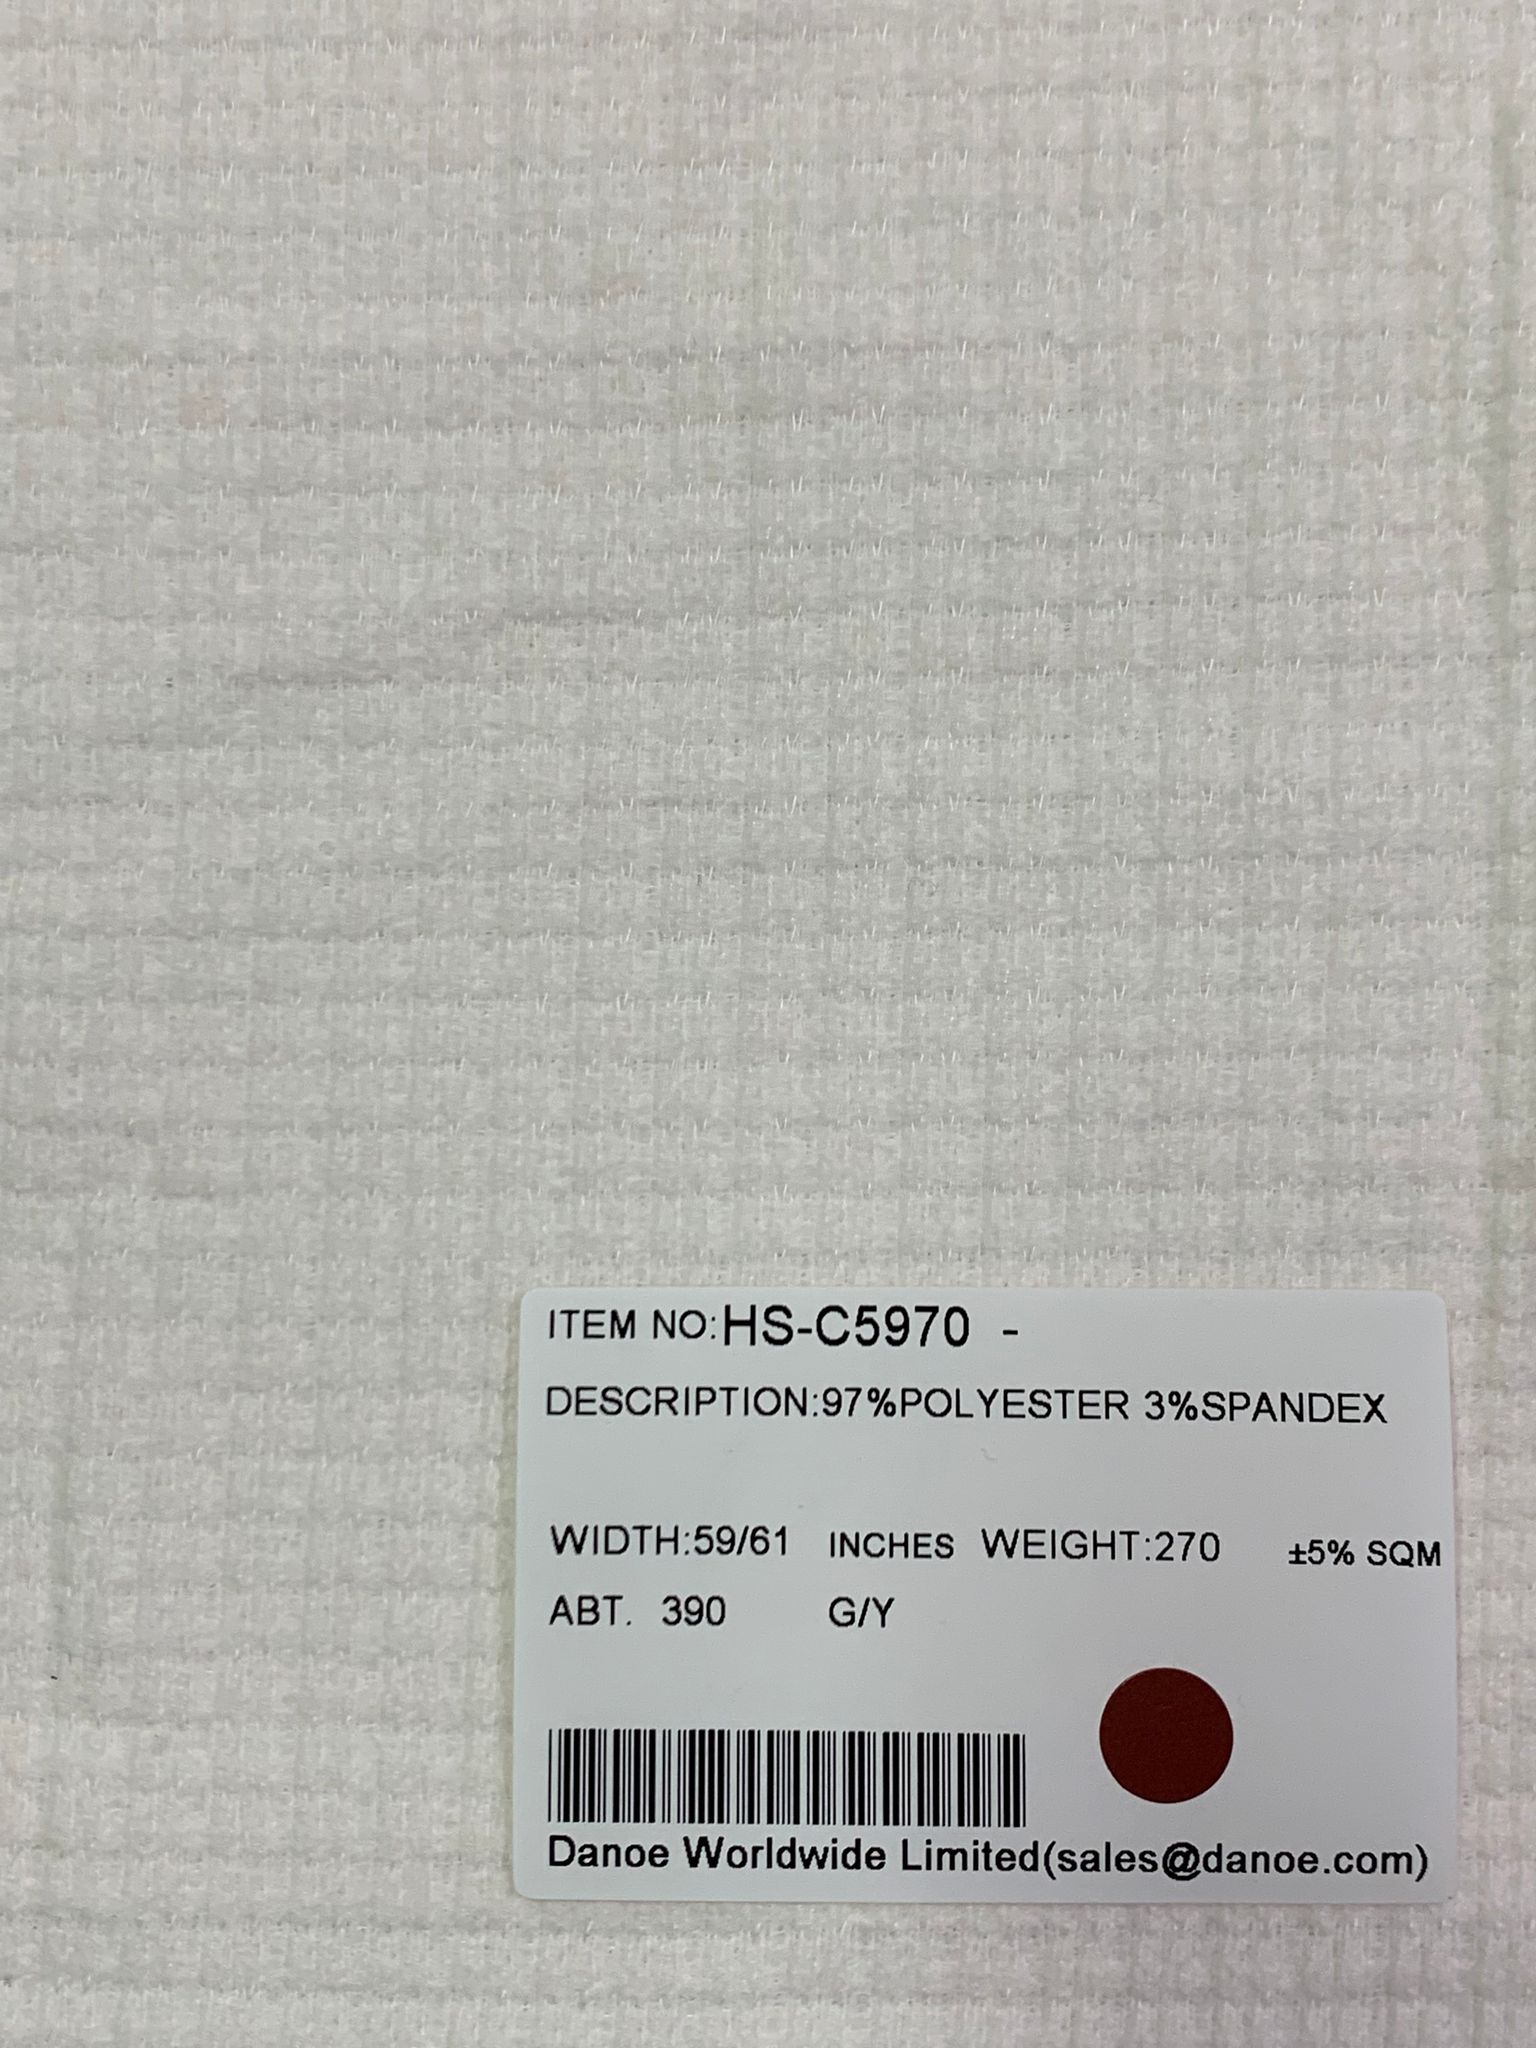 ITEM NO:HS-C5970 -
DESCRIPTION:97%POLYESTER 3%SPANDEX
WIDTH:59/61 INCHES WEIGHT:270 ±5% SQM
ABT. 390 G/Y
Danoe Worldwide Limited(sales@danoe.com)